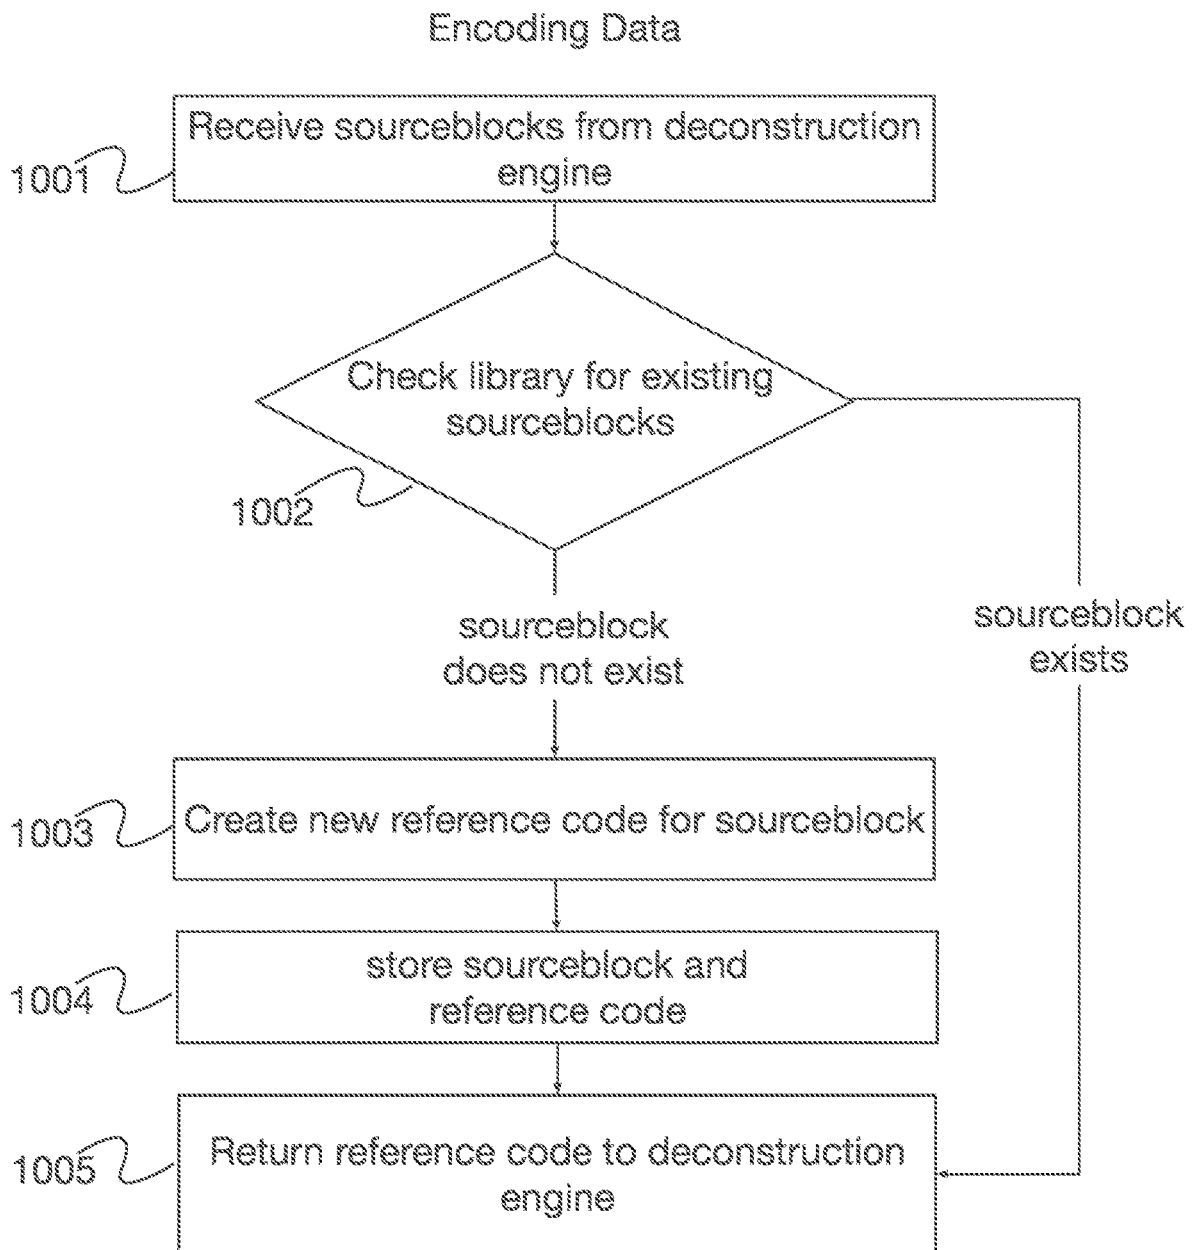 Encoding Data
Receive sourceblocks from deconstruction
engine
1001
Check library for existing
sourceblocks
1002
sourceblock
does not exist
sourceblock
exists
Create new reference code for sourceblock
1003
store sourceblock and
reference code
1004
Return reference code to deconstruction
engine
1005